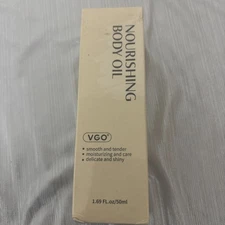 NOURISHING
BODY OIL
VGO
smooth and tender
moisturizing and care
delicate and shiny
1.69 FL.oz/50ml